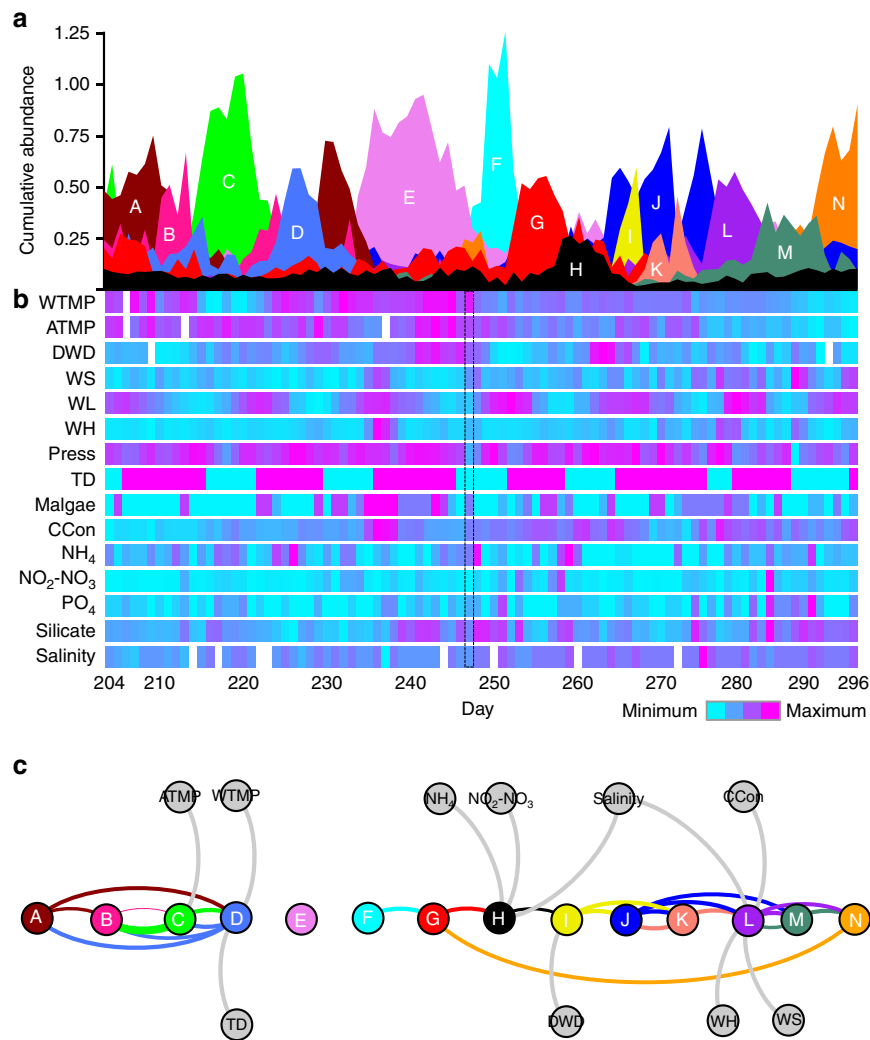 a
1.25
1.00
0.75
0.50
0.25
Cumulative abundance
A
B
C
D
E
F
G
H
I
J
K
L
M
N
b
WTMP
ATMP
DWD
WS
WL
WH
Press
TD
Malgae
CCon
NH4
NO2-NO3
PO4
Silicate
Salinity
204 210 220 230 240 250 260 270 280 290 296
Day
Minimum Maximum
c
ATMP WTMP NH4 NO2-NO3 Salinity CCon
A B C D E F G H I J K L M N
TD DWD WH WS